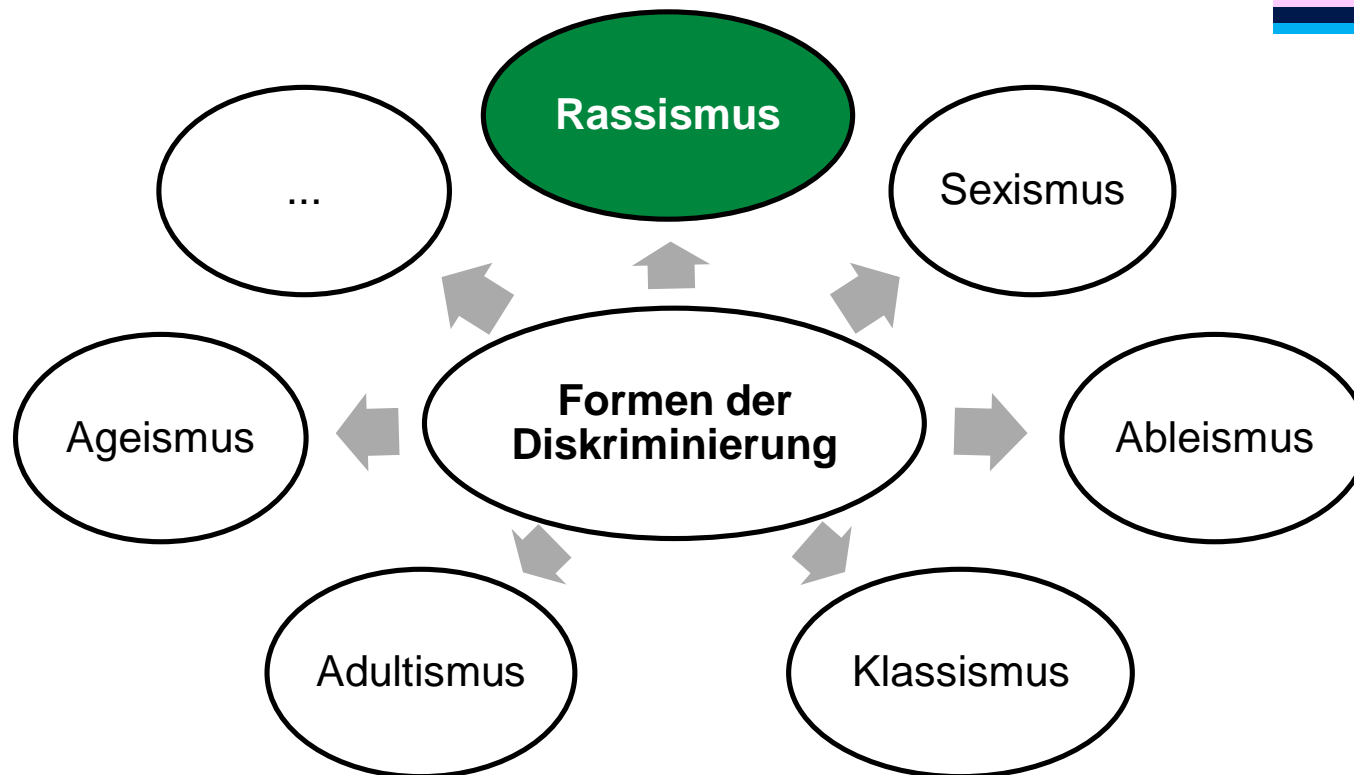 Rassismus
...
Sexismus
Formen der
Diskriminierung
Ageismus
Ableismus
Adultismus
Klassismus